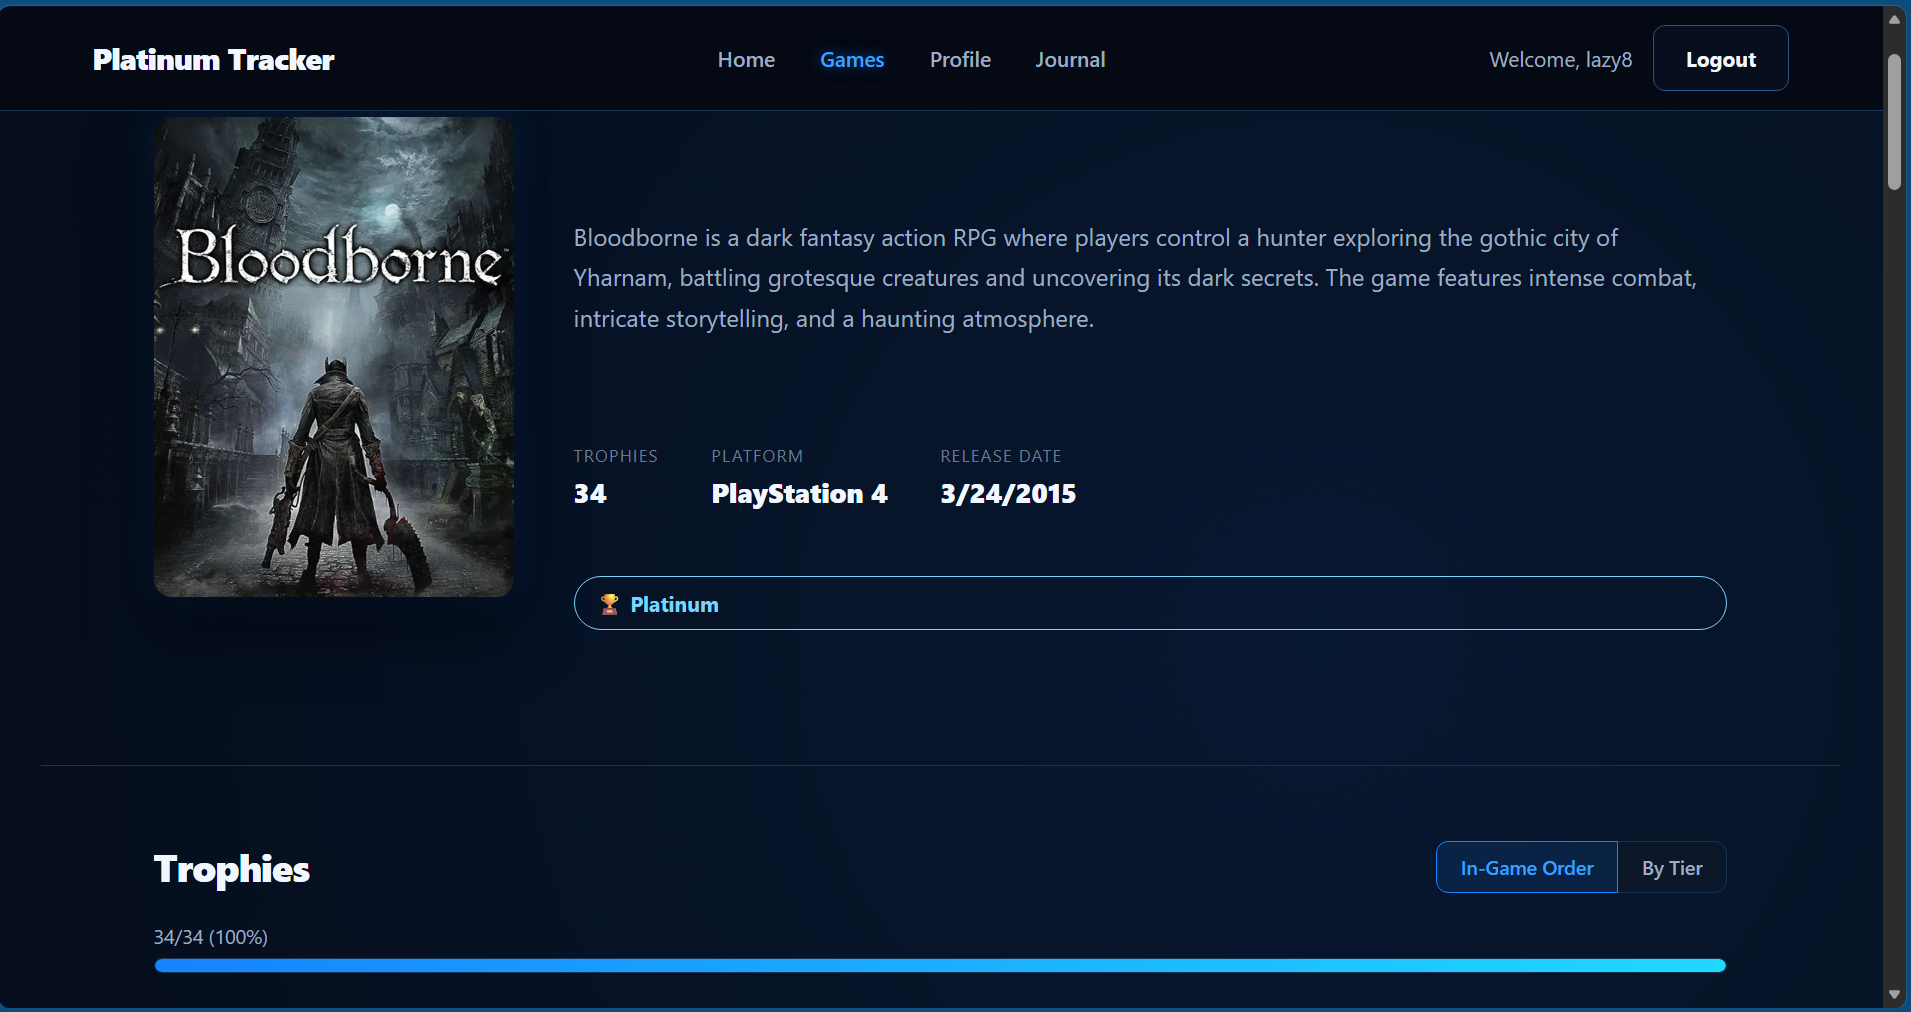 Platinum Tracker
Home
Games
Profile
Journal
Welcome, lazy8
Logout
Bloodborne™
Bloodborne is a dark fantasy action RPG where players control a hunter exploring the gothic city of
Yharnam, battling grotesque creatures and uncovering its dark secrets. The game features intense combat,
intricate storytelling, and a haunting atmosphere.
TROPHIES
34
PLATFORM
PlayStation 4
RELEASE DATE
3/24/2015
🏆 Platinum
Trophies
In-Game Order
By Tier
34/34 (100%)